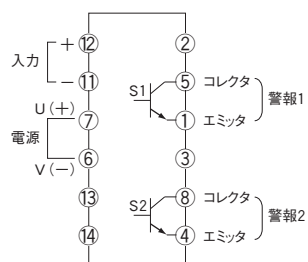 入力
+ ⑫
− ⑪
U(+) ⑦
電源
V(−) ⑥
⑬
⑭
②
S1 ⑤ コレクタ
① エミッタ
警報1
③
S2 ⑧ コレクタ
④ エミッタ
警報2